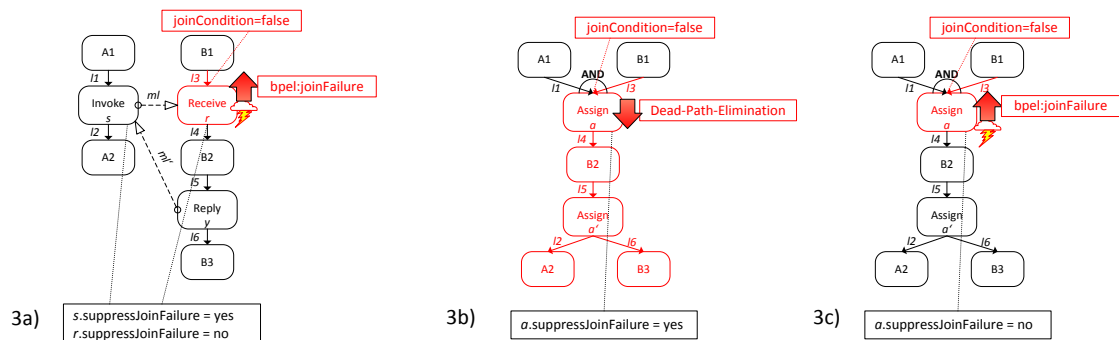 joinCondition=false
A1
B1
l1
l3
bpel:joinFailure
Invoke
s
ml
Receive
r
l2
l4
A2
B2
ml'
l5
Reply
y
l6
B3
3a)
s.suppressJoinFailure = yes
r.suppressJoinFailure = no
joinCondition=false
A1
B1
AND
l1
l3
Assign
a
Dead-Path-Elimination
l4
B2
l5
Assign
a‘
l2
l6
A2
B3
3b)
a.suppressJoinFailure = yes
joinCondition=false
A1
B1
AND
l1
l3
Assign
a
bpel:joinFailure
l4
B2
l5
Assign
a‘
l2
l6
A2
B3
3c)
a.suppressJoinFailure = no